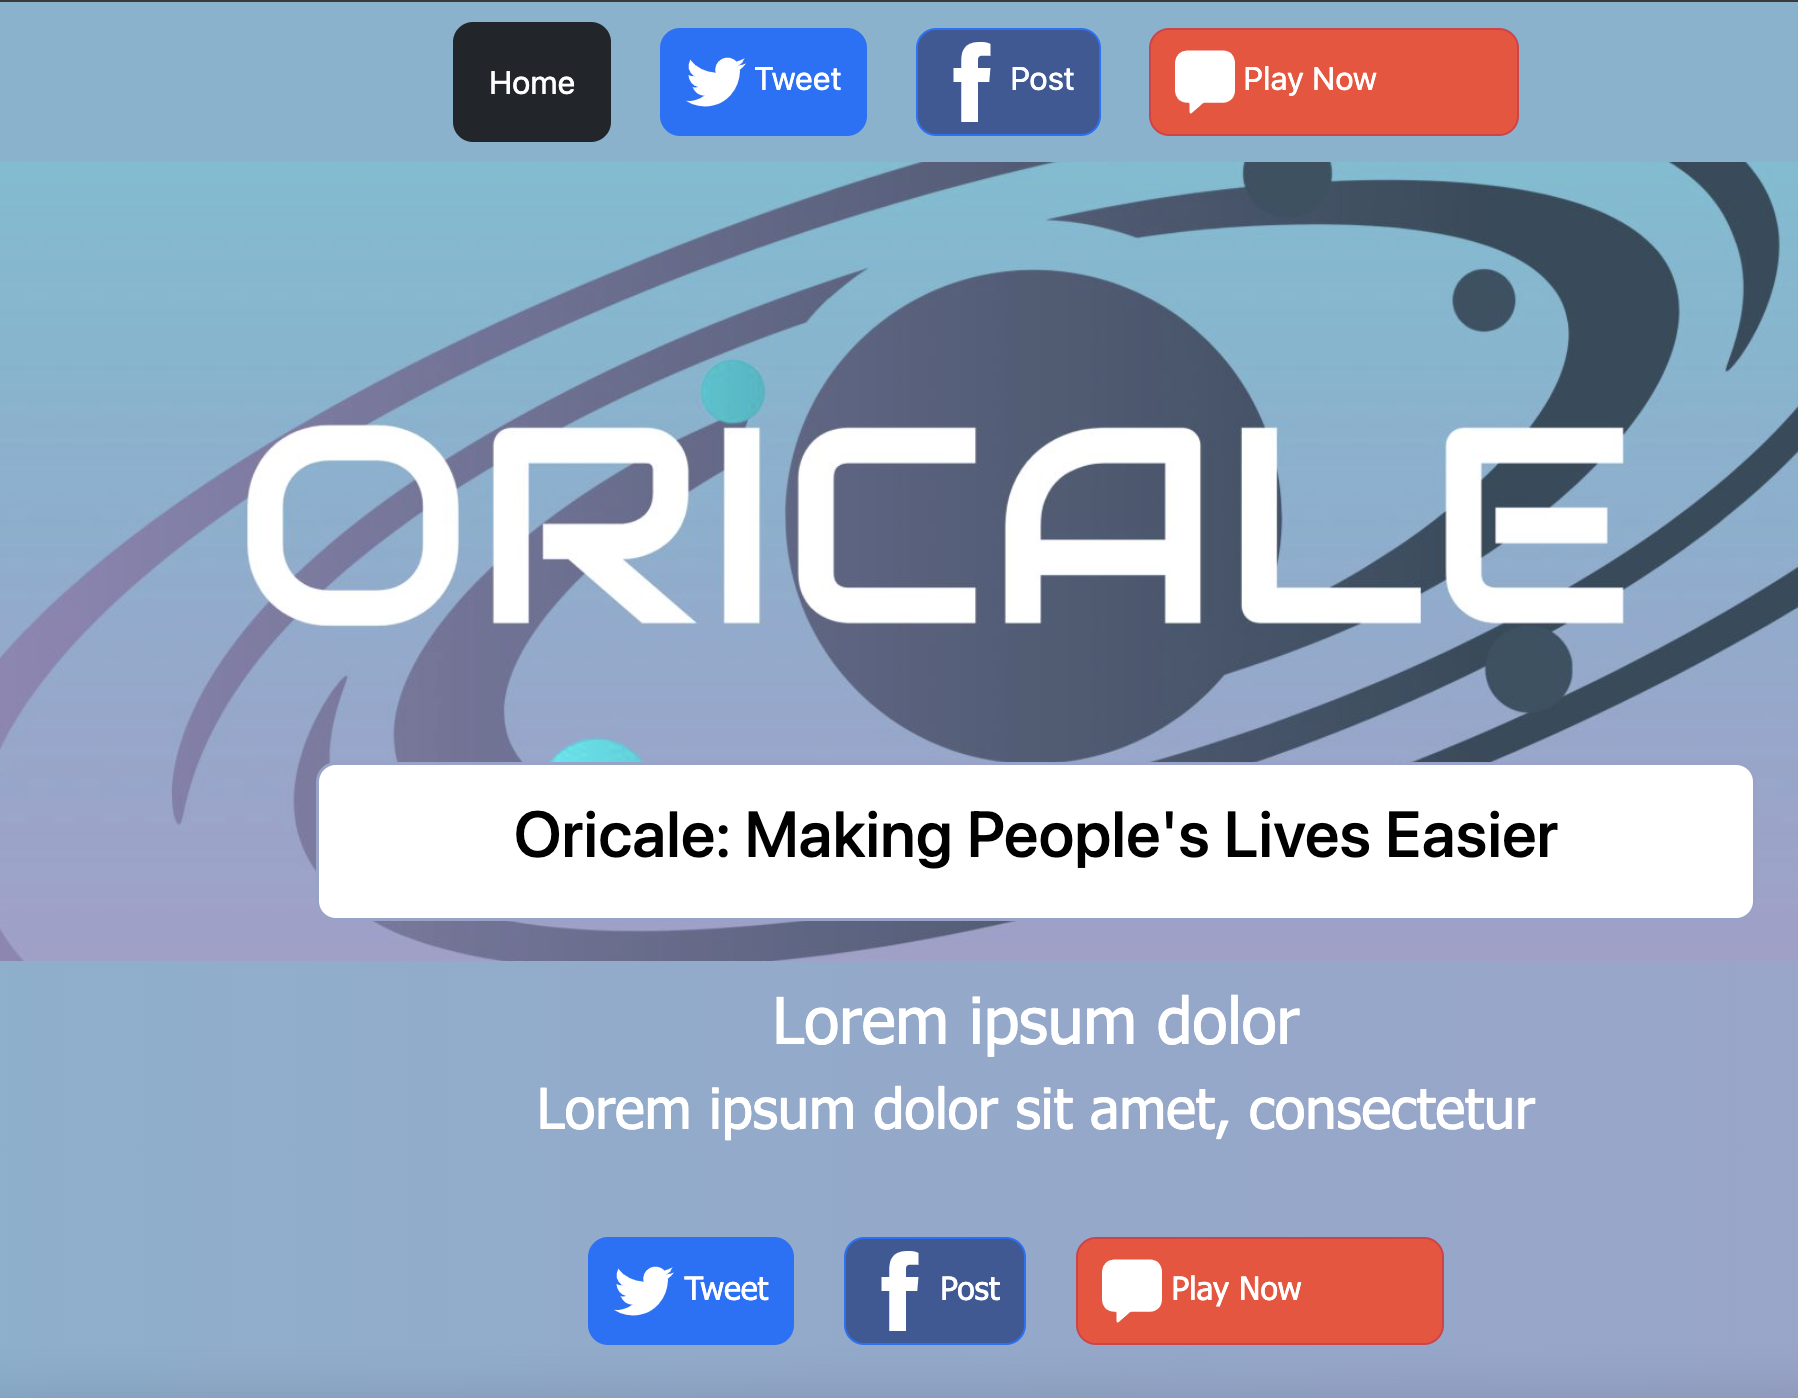 Home Tweet Post Play Now
ORiCALE
Oricale: Making People's Lives Easier
Lorem ipsum dolor
Lorem ipsum dolor sit amet, consectetur
Tweet Post Play Now